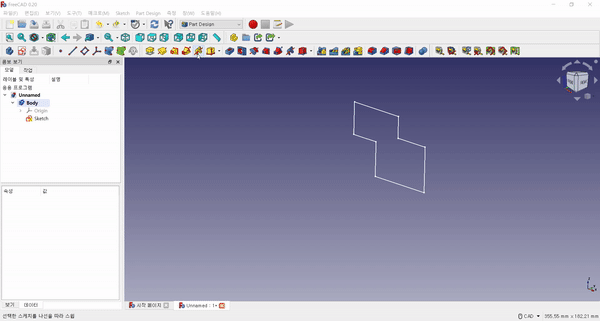 FreeCAD 0.20
파일(F) 편집(E) 보기(V) 도구(T) 매크로(M) Sketch Part Design 측정 창(W) 도움말(H)
Part Design
콤보 보기
모델 작업
레이블 및 특성 설명
응용 프로그램
Unnamed
Body
Origin
Sketch
속성 값
보기 데이터
시작 페이지 Unnamed : 1*
선택한 스케치를 나선을 따라 스윕
CAD 355.55 mm x 182.21 mm